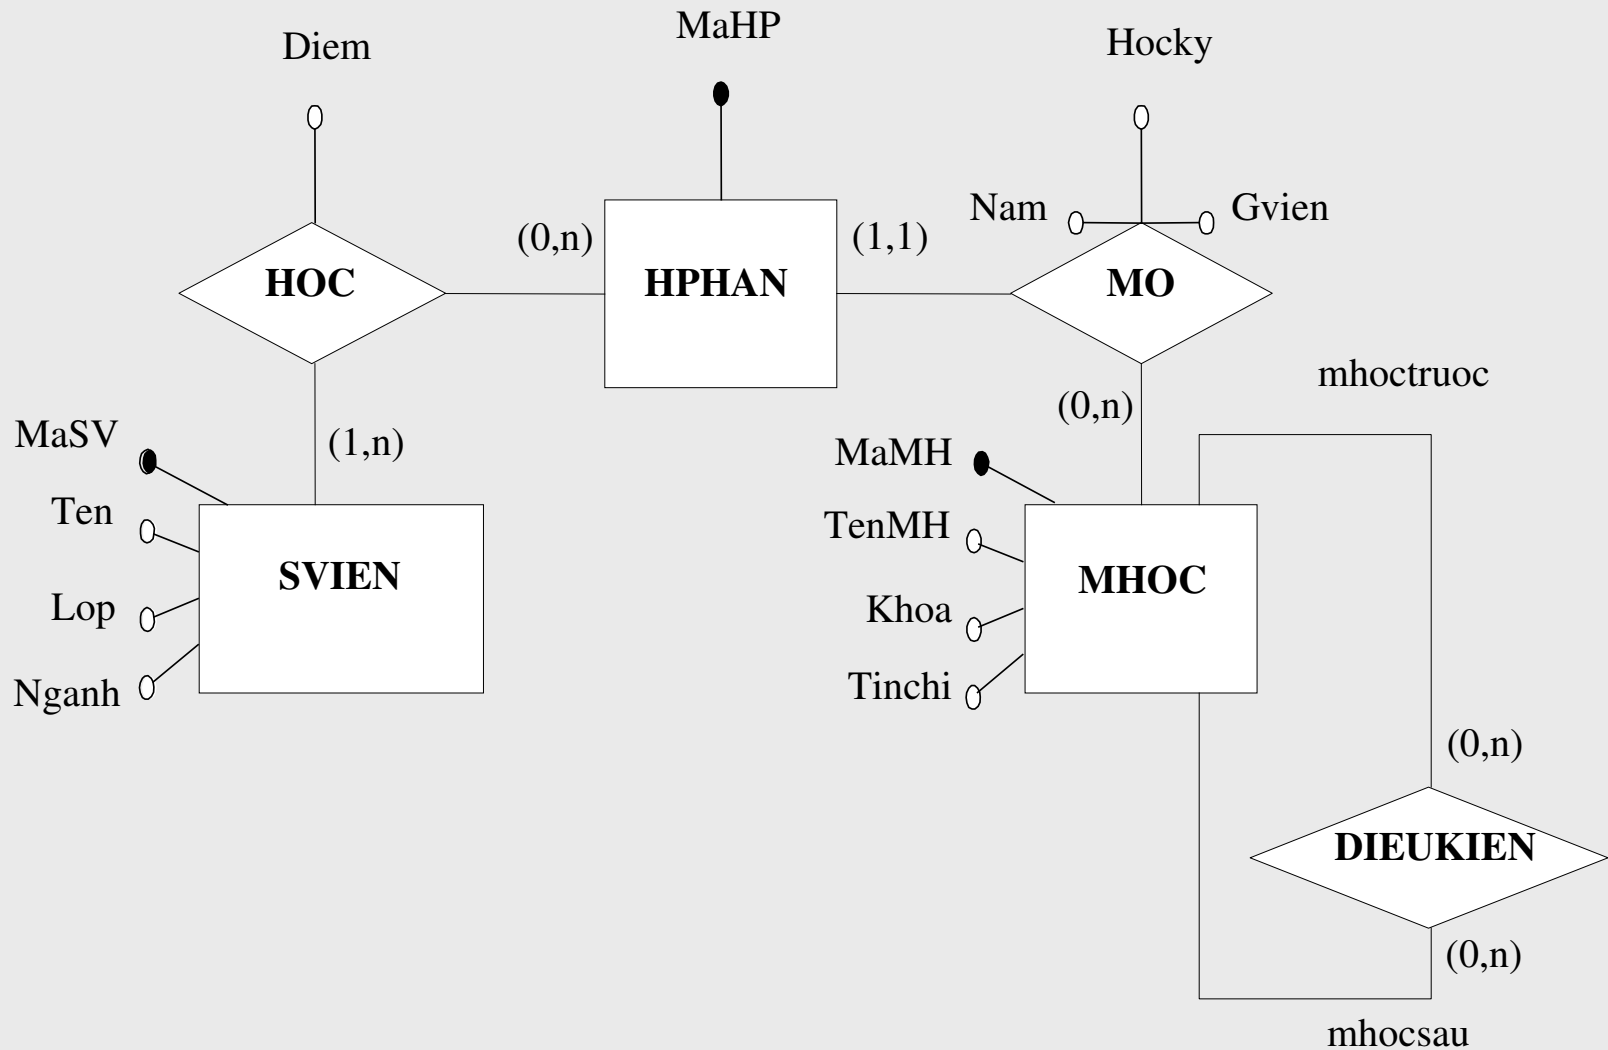 MaHP
Diem
Hocky
Nam
Gvien
(0,n)
(1,1)
HOC
HPHAN
MO
mhoctruoc
(0,n)
MaSV
(1,n)
MaMH
Ten
TenMH
SVIEN
MHOC
Lop
Khoa
Nganh
Tinchi
(0,n)
DIEUKIEN
(0,n)
mhocsau